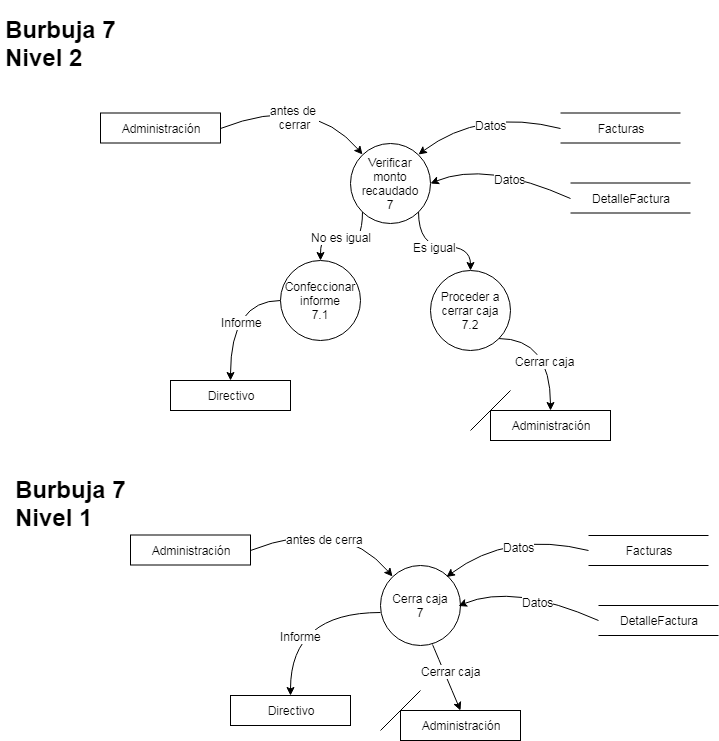 Burbuja 7
Nivel 2
antes de
cerrar
Administración
Datos
Facturas
Verificar
monto
recaudado
7
Datos
DetalleFactura
No es igual
Es igual
Confeccionar
informe
7.1
Proceder a
cerrar caja
7.2
Informe
Cerrar caja
Directivo
Administración
Burbuja 7
Nivel 1
antes de cerra
Administración
Datos
Facturas
Cerra caja
7
Datos
DetalleFactura
Informe
Cerrar caja
Directivo
Administración